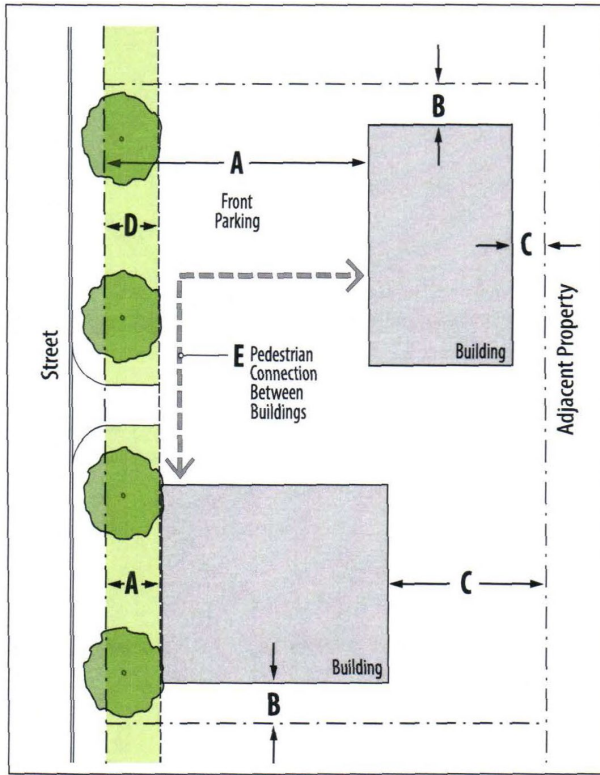 B
A
Front
Parking
D
C
Street
E Pedestrian
Connection
Between
Buildings
Building
Adjacent Property
A
C
Building
B